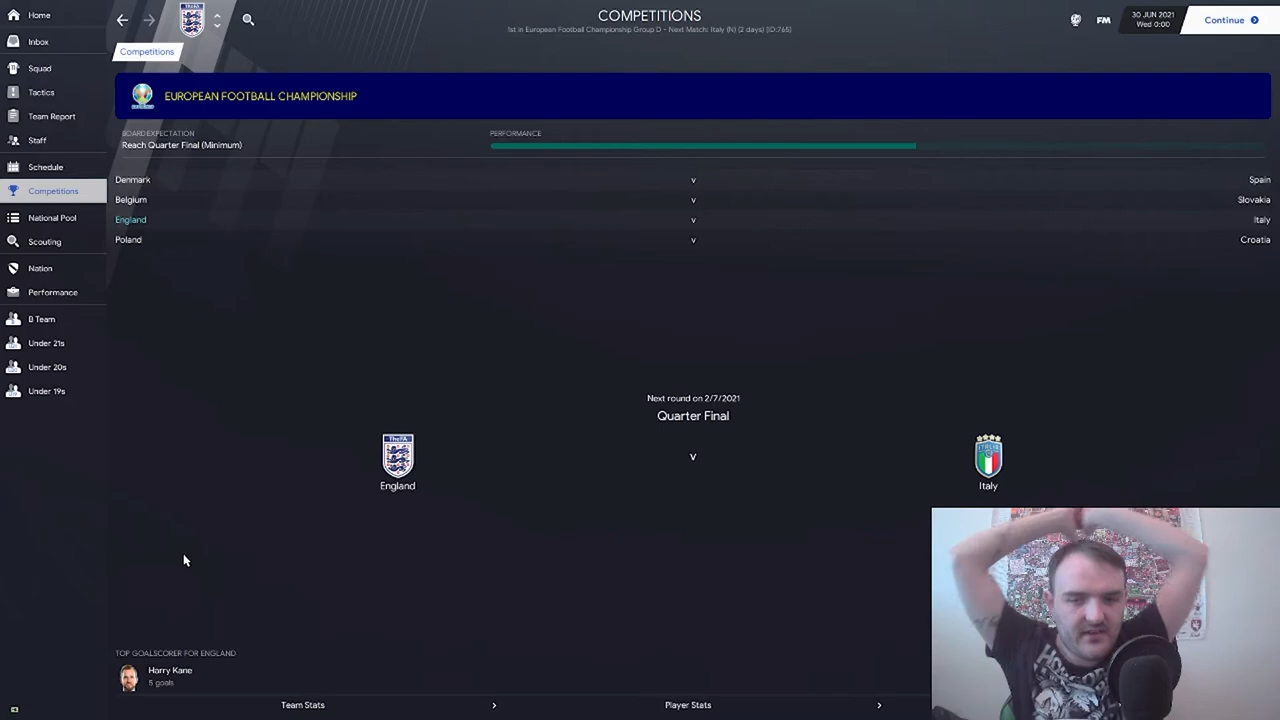 Home
Inbox
Squad
Tactics
Team Report
Staff
Schedule
Competitions
National Pool
Scouting
Nation
Performance
B Team
Under 21s
Under 20s
Under 19s
COMPETITIONS
1st in European Football Championship Group D - Next Match: Italy (N) (2 days) (ID:765)
FM
30 JUN 2021
Wed 0:00
Continue
Competitions
EUROPEAN FOOTBALL CHAMPIONSHIP
BOARD EXPECTATION
Reach Quarter Final (Minimum)
PERFORMANCE
Denmark v Spain
Belgium v Slovakia
England v Italy
Poland v Croatia
Next round on 2/7/2021
Quarter Final
The FA
v
ITALIA
England
Italy
TOP GOALSCORER FOR ENGLAND
Harry Kane
5 goals
Team Stats
Player Stats